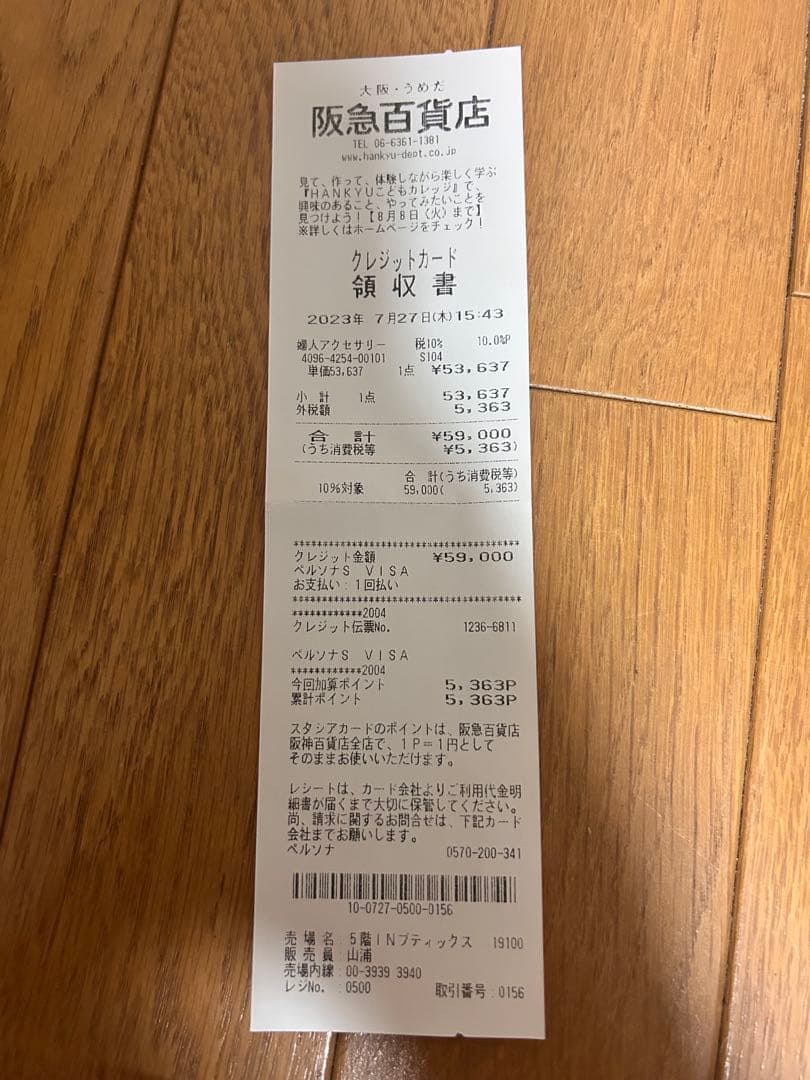 大阪・うめだ
阪急百貨店
TEL 06-6361-1381
www.hankyu-dept.co.jp
見て、作って、体験しながら楽しく学ぶ
『HANKYUこどもカレッジ』で、
興味のあること、やってみたいことを
見つけよう!【8月8日(火)まで】
※詳しくはホームページをチェック!
クレジットカード
領収書
2023年 7月27日(木)15:43
婦人アクセサリー 税10% 10.0%P
4096-4254-00101 S104
単価53,637 1点 ¥53,637
小 計 1点 53,637
外税額 5,363
合 計 ¥59,000
(うち消費税等 ¥5,363)
合 計(うち消費税等)
10%対象 59,000( 5,363)
****************************************
クレジット金額 ¥59,000
ペルソナS VISA
お支払い:1回払い
****************************************
************2004
クレジット伝票No. 1236-6811
ペルソナS VISA
************2004
今回加算ポイント 5,363P
累計ポイント 5,363P
スタシアカードのポイントは、阪急百貨店
阪神百貨店全店で、1P=1円として
そのままお使いいただけます。
レシートは、カード会社よりご利用代金明
細書が届くまで大切に保管してください。
尚、請求に関するお問合せは、下記カード
会社までお願いします。
ペルソナ 0570-200-341
10-0727-0500-0156
売 場 名:5階INブティックス 19100
販 売 員:山浦
売場内線:00-3939 3940
レジNo. :0500 取引番号:0156